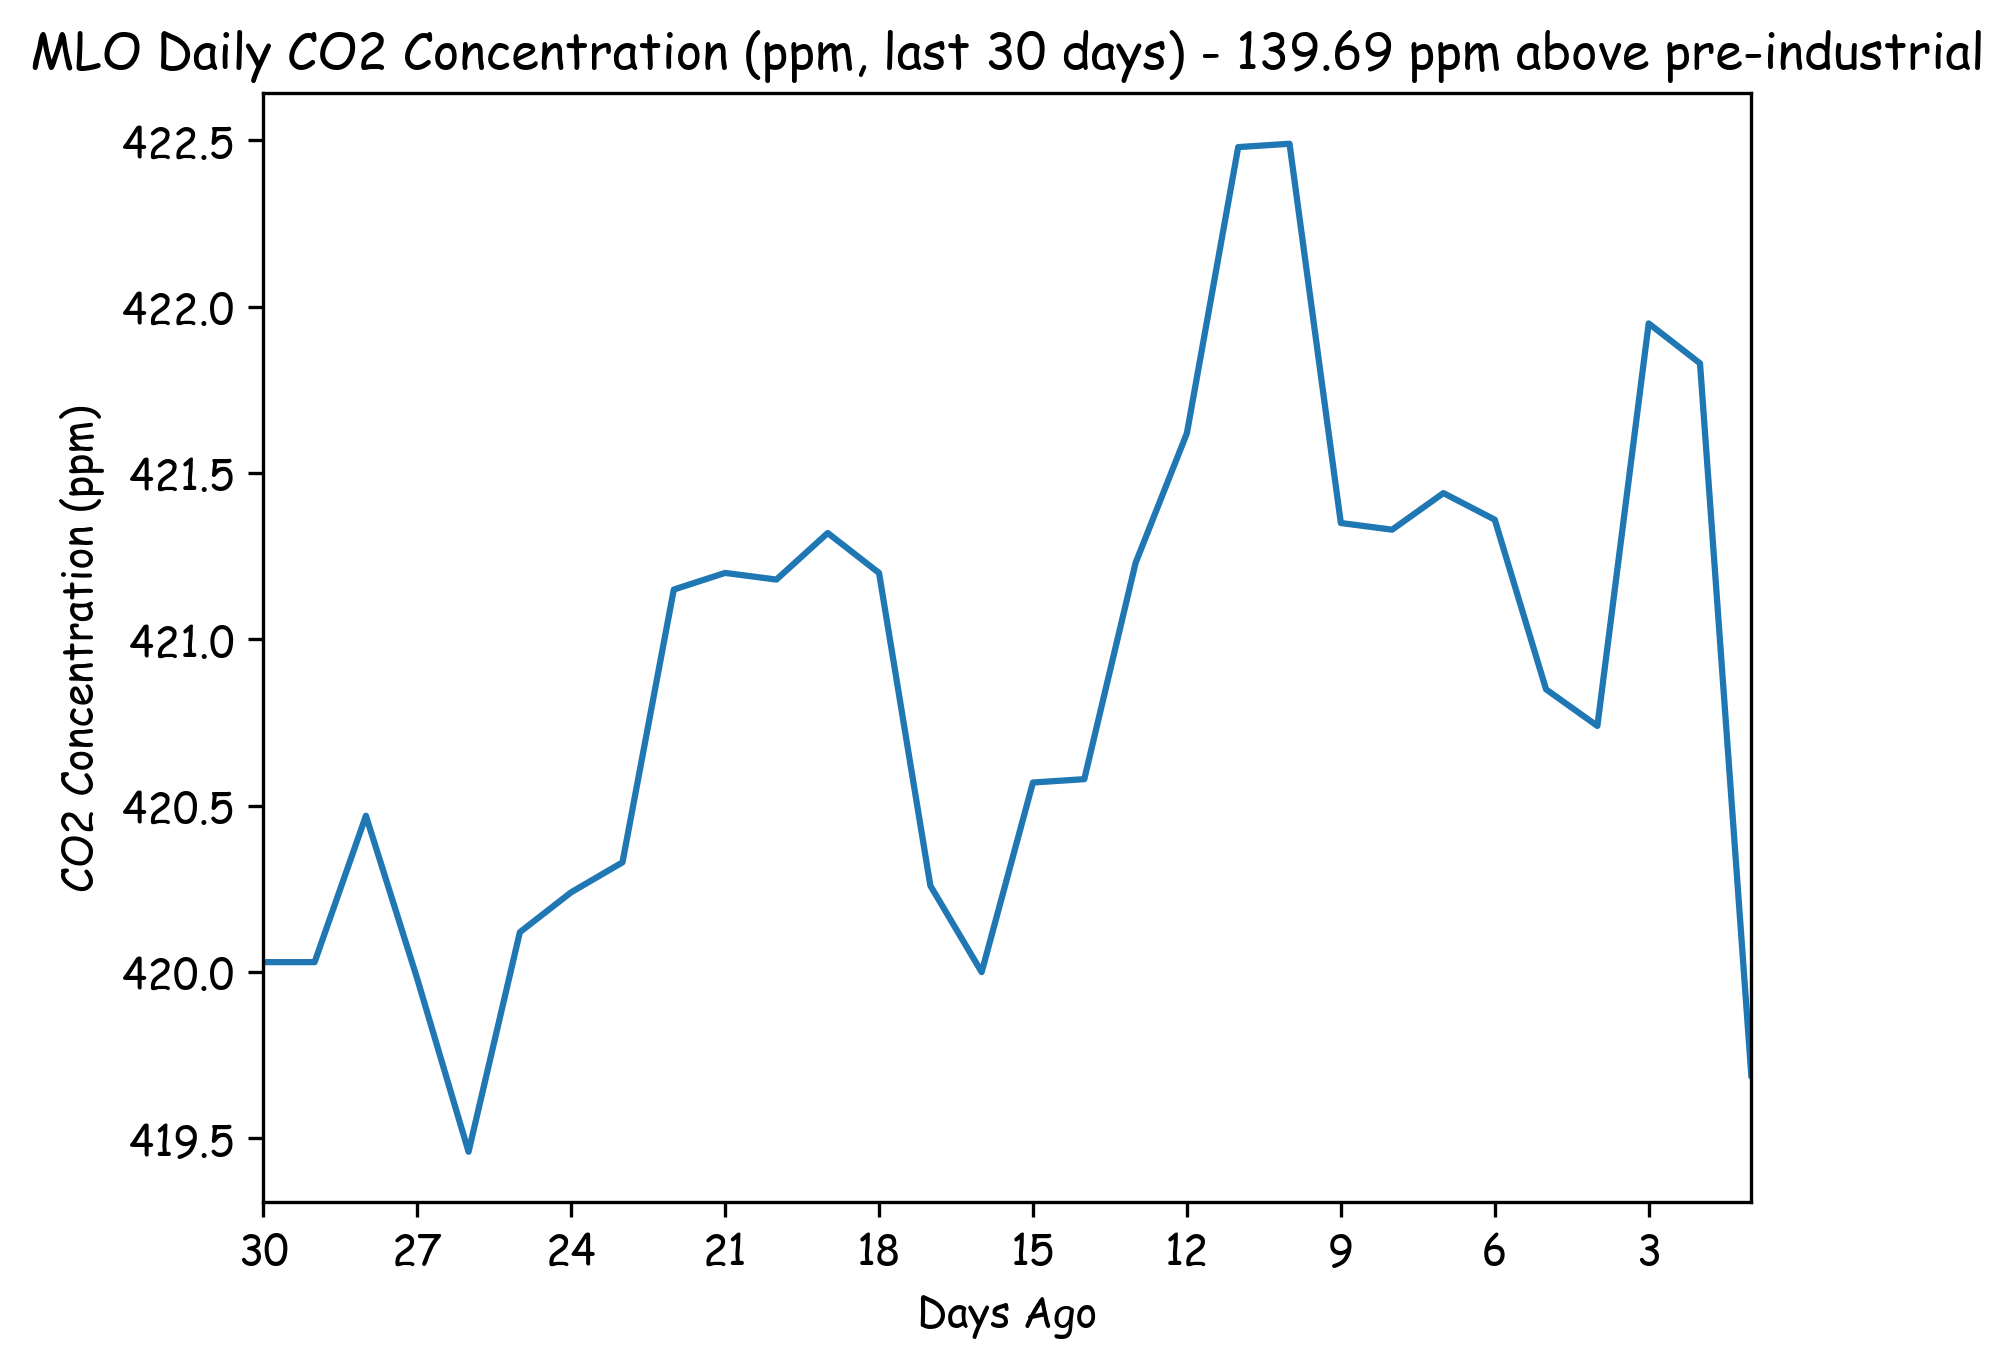 MLO Daily CO2 Concentration (ppm, last 30 days) - 139.69 ppm above pre-industrial
422.5
422.0
421.5
421.0
420.5
420.0
419.5
CO2 Concentration (ppm)
30 27 24 21 18 15 12 9 6 3
Days Ago